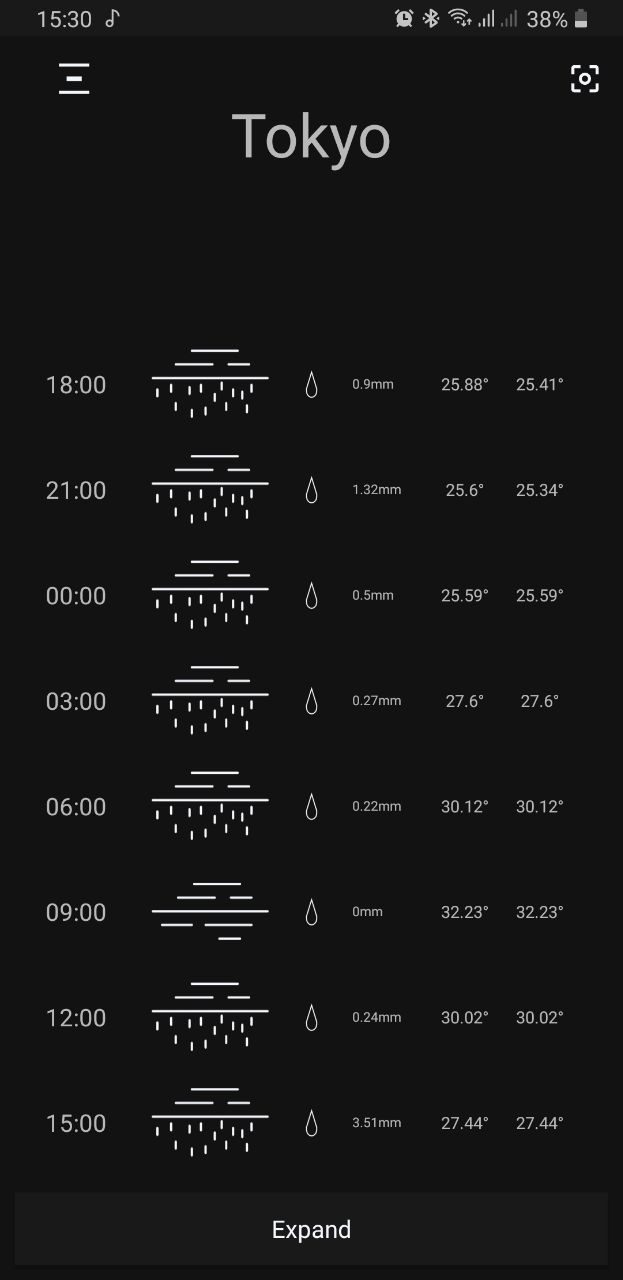 15:30 38%
Tokyo
18:00 0.9mm 25.88° 25.41°
21:00 1.32mm 25.6° 25.34°
00:00 0.5mm 25.59° 25.59°
03:00 0.27mm 27.6° 27.6°
06:00 0.22mm 30.12° 30.12°
09:00 0mm 32.23° 32.23°
12:00 0.24mm 30.02° 30.02°
15:00 3.51mm 27.44° 27.44°
Expand